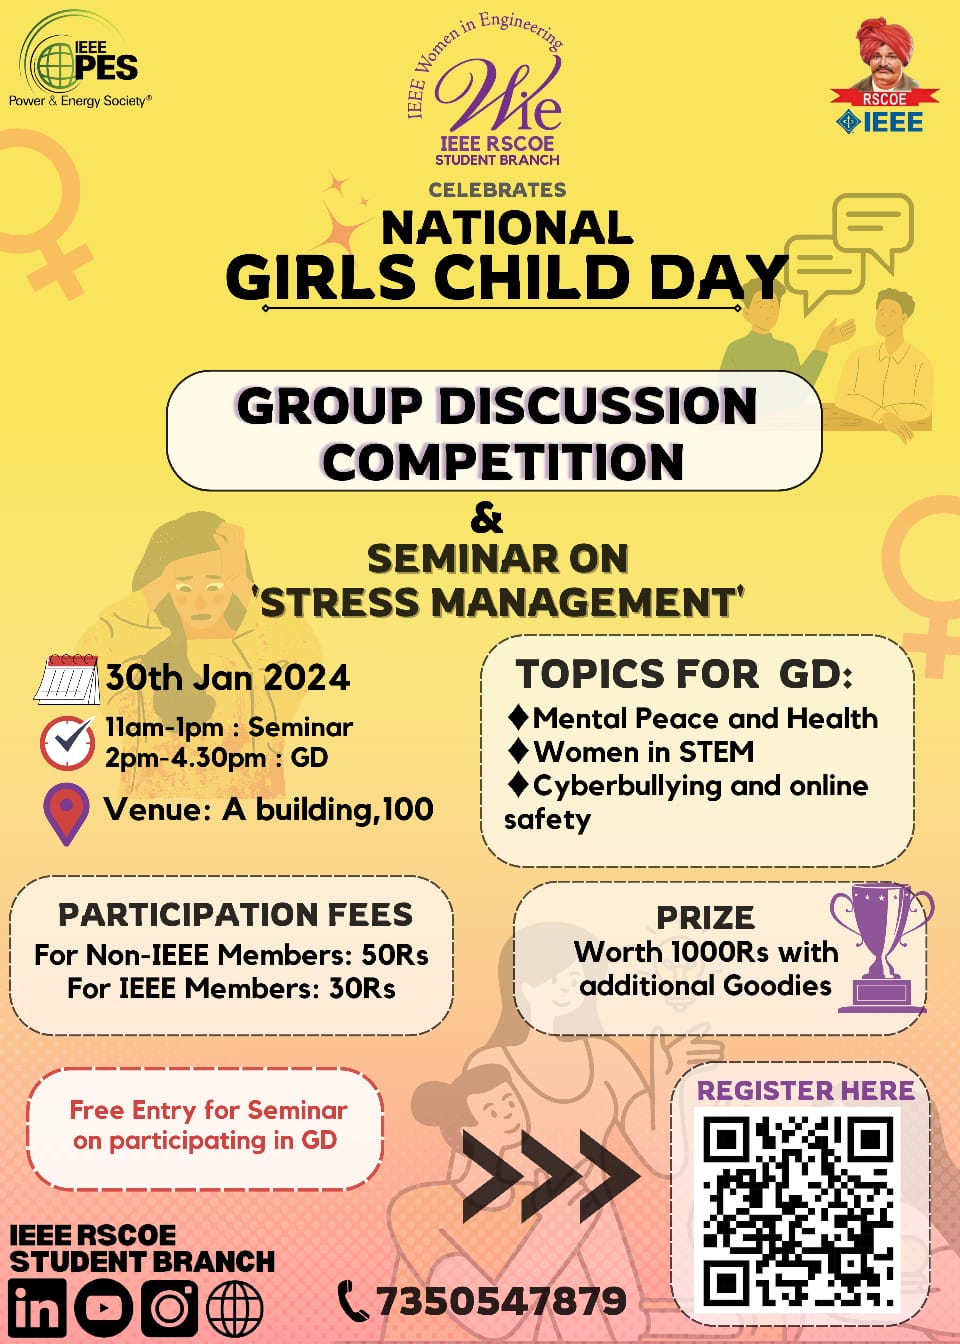 IEEE
PES
Power & Energy Society®
IEEE Women in Engineering
Wie
IEEE RSCOE
STUDENT BRANCH
RSCOE
IEEE
CELEBRATES
NATIONAL
GIRLS CHILD DAY
GROUP DISCUSSION
COMPETITION
&
SEMINAR ON
'STRESS MANAGEMENT'
30th Jan 2024
11am-1pm : Seminar
2pm-4.30pm : GD
Venue: A building,100
TOPICS FOR GD:
♦Mental Peace and Health
♦Women in STEM
♦Cyberbullying and online
safety
PARTICIPATION FEES
For Non-IEEE Members: 50Rs
For IEEE Members: 30Rs
PRIZE
Worth 1000Rs with
additional Goodies
Free Entry for Seminar
on participating in GD
REGISTER HERE
IEEE RSCOE
STUDENT BRANCH
in
7350547879